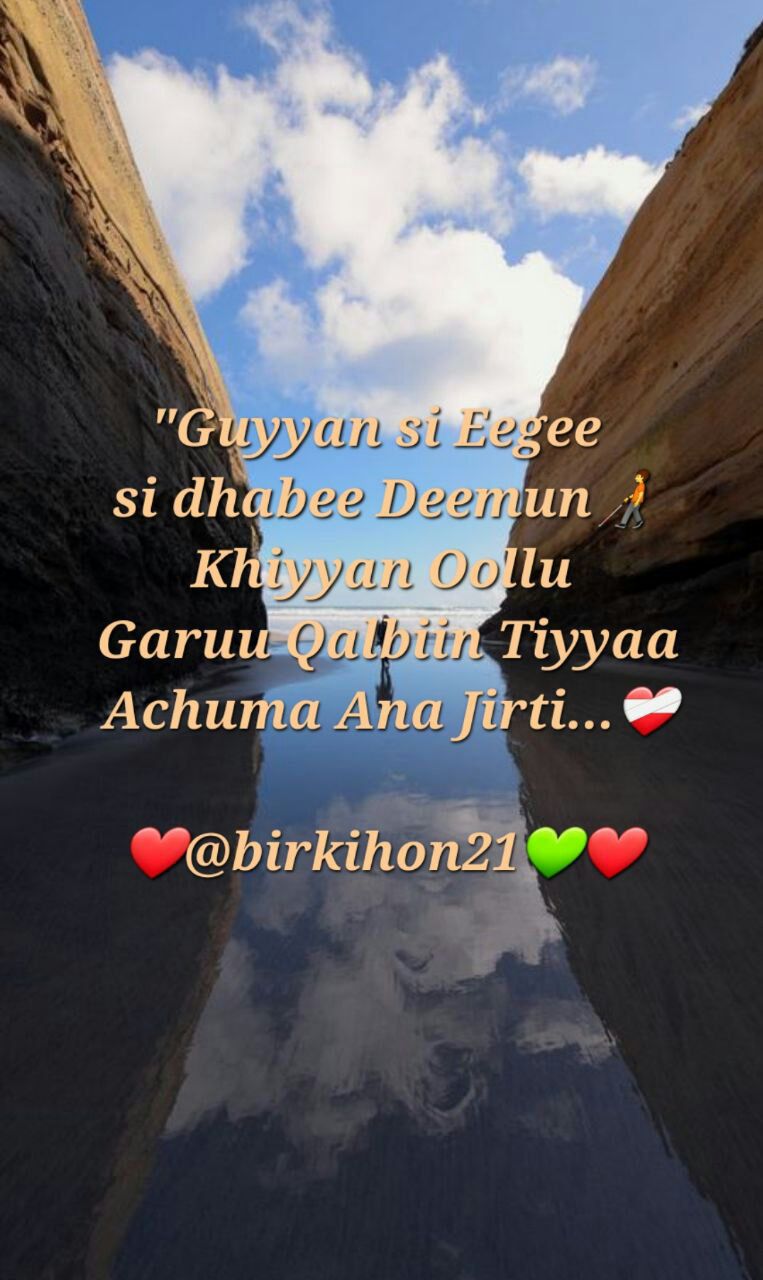 "Guyyan si Eegee
si dhabee Deemun 🧑‍🦯
Khiyyan Oollu
Garuu Qalbiin Tiyyaa
Achuma Ana Jirti...❤️‍🩹
❤️@birkihon21💚❤️